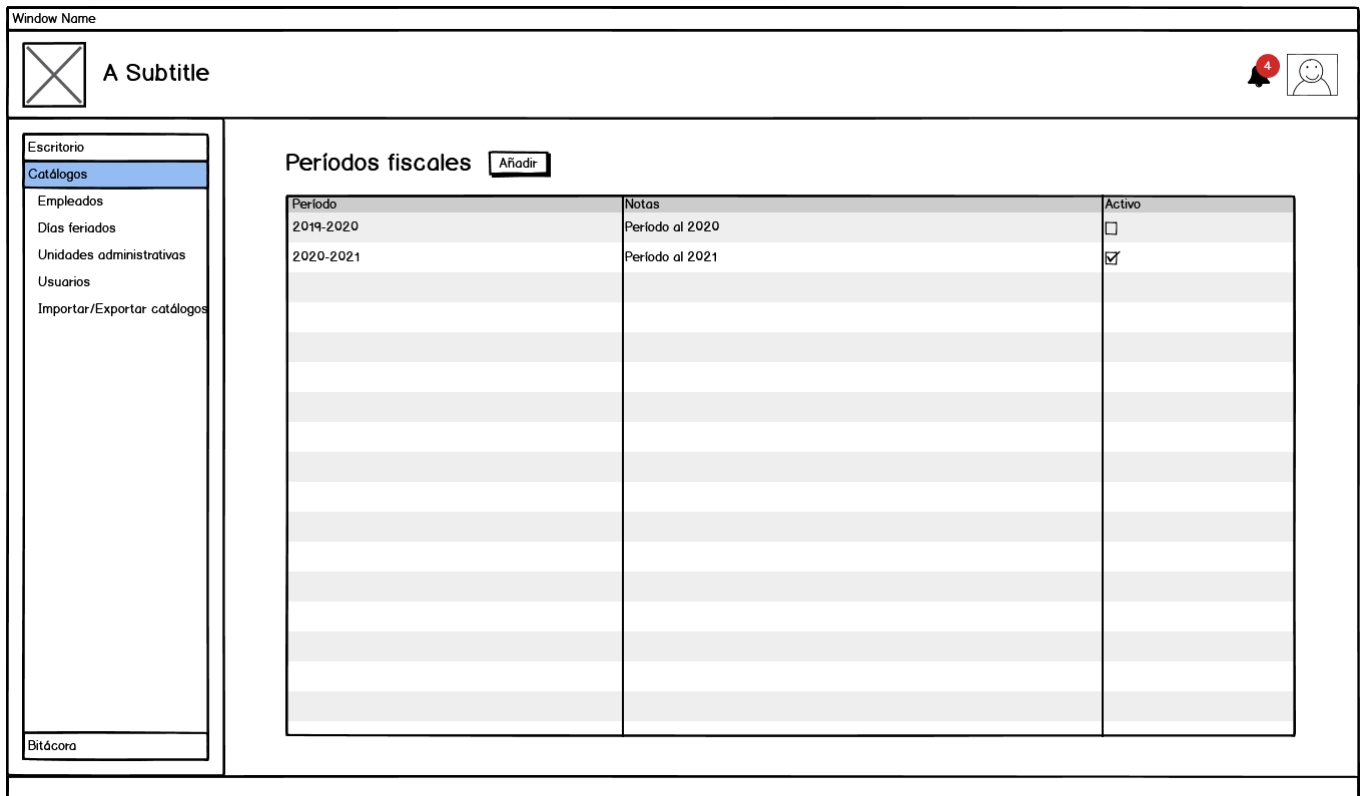 Window Name
A Subtitle
4
Escritorio
Catálogos
Empleados
Días feriados
Unidades administrativas
Usuarios
Importar/Exportar catálogos
Bitácora
Períodos fiscales
Añadir
Período Notas Activo
2019-2020 Período al 2020
2020-2021 Período al 2021